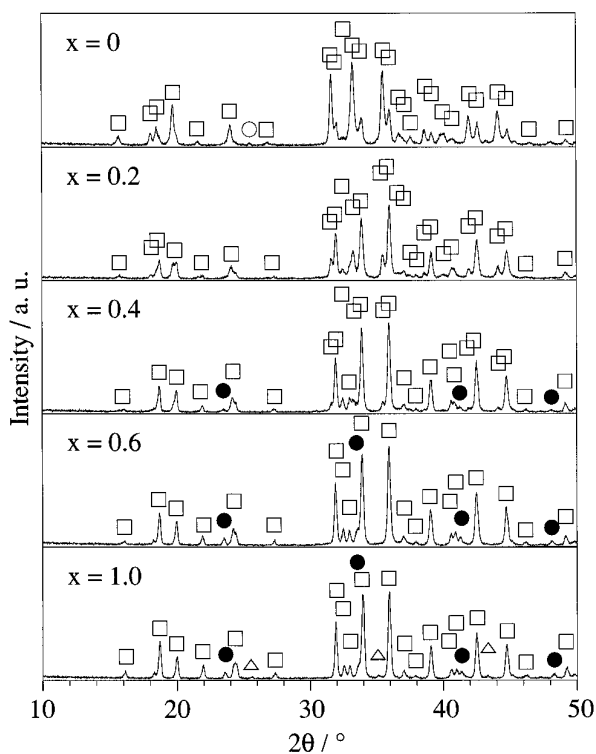 x = 0
x = 0.2
x = 0.4
x = 0.6
x = 1.0
Intensity / a. u.
10 20 30 40 50
2θ / °